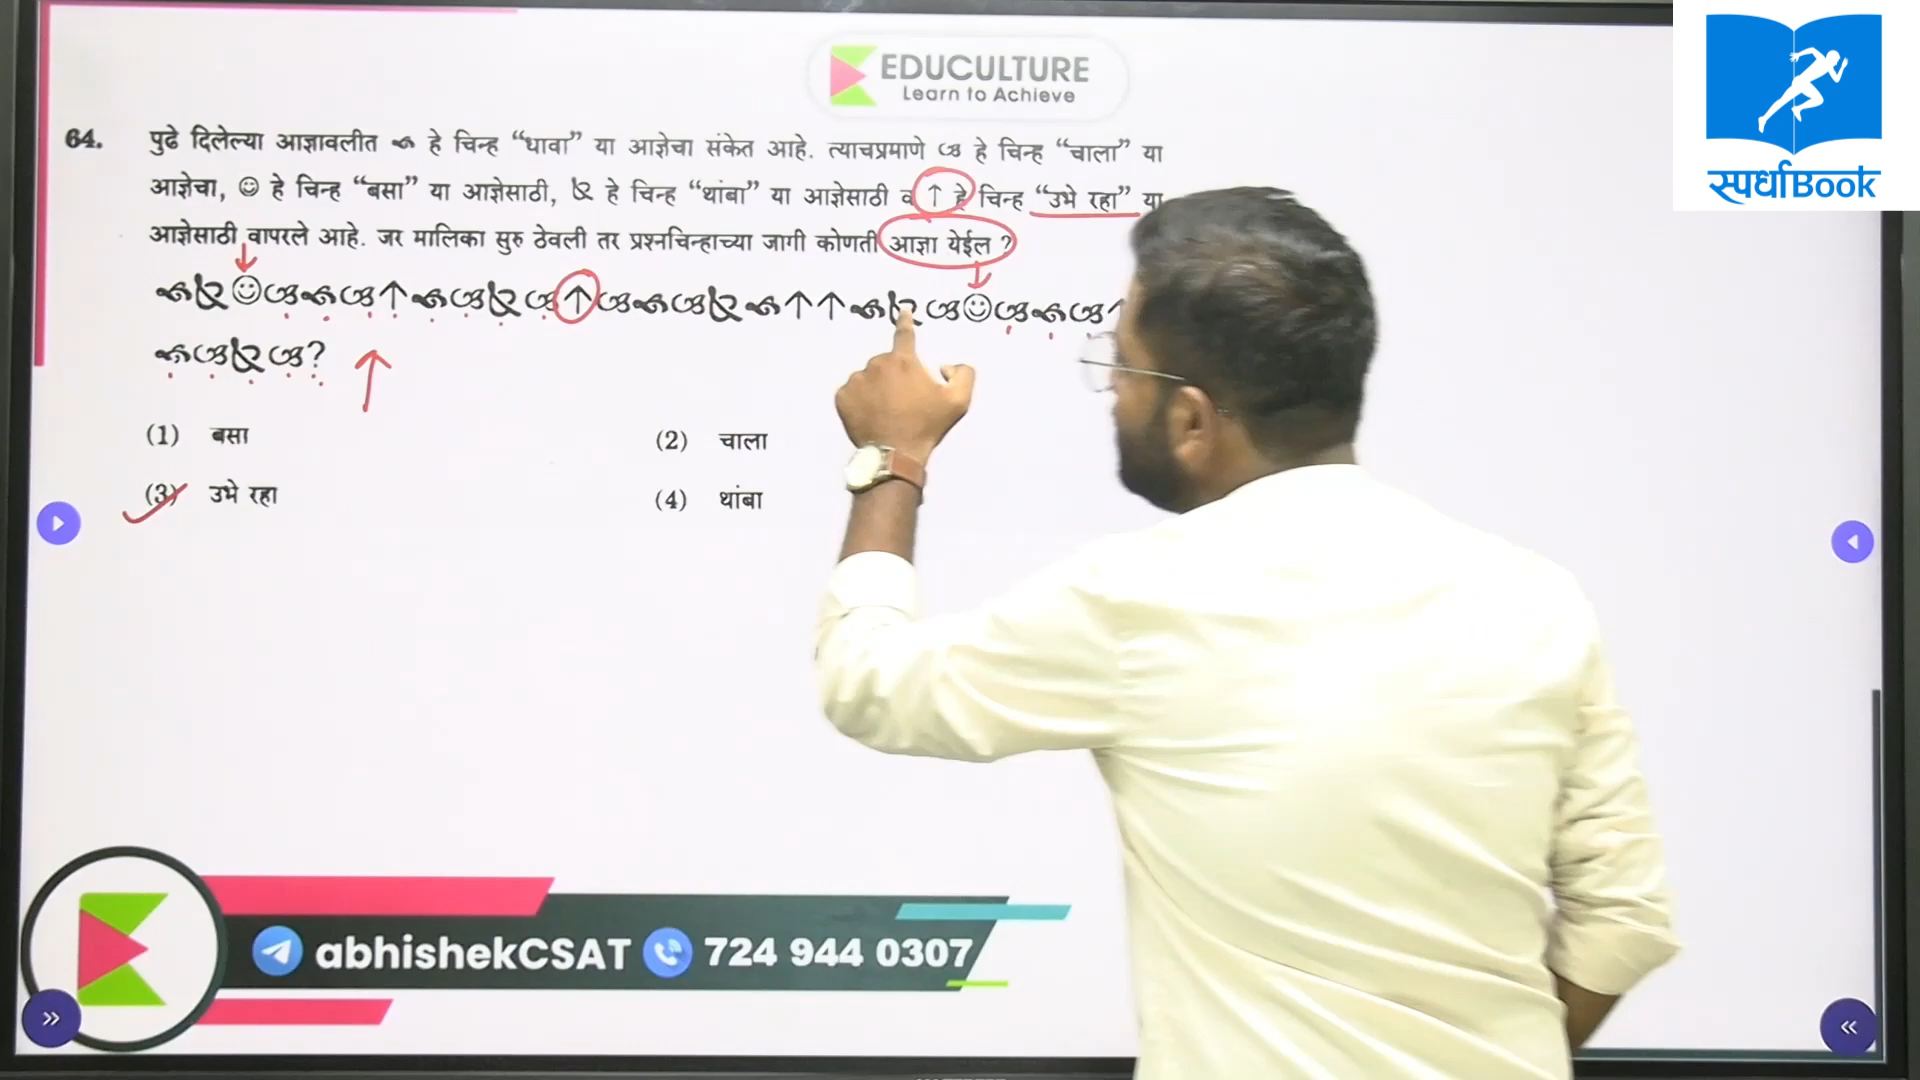 EDUCULTURE
Learn to Achieve
स्पर्धाBook
64. पुढे दिलेल्या आज्ञावलीत हे चिन्ह “धावा” या आज्ञेचा संकेत आहे. त्याचप्रमाणे हे चिन्ह “चाला” या
आज्ञेचा, ☺ हे चिन्ह “बसा” या आज्ञेसाठी, हे चिन्ह “थांबा” या आज्ञेसाठी व ↑ हे चिन्ह “उभे रहा” या
आज्ञेसाठी वापरले आहे. जर मालिका सुरु ठेवली तर प्रश्नचिन्हाच्या जागी कोणती आज्ञा येईल ?
?
(1) बसा
(2) चाला
(3) उभे रहा
(4) थांबा
abhishekCSAT 724 944 0307